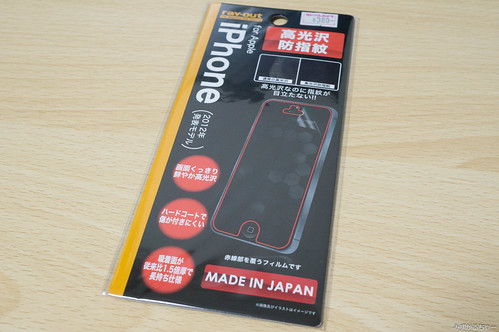 ray-out
for Apple
iPhone
(2012年
発表モデル)
高光沢
防指紋
高光沢なのに指紋が
目立たない!!
画面くっきり
鮮やか高光沢
ハードコートで
傷が付きにくい
吸着面が
従来比1.5倍厚で
長持ち仕様
赤線部を覆うフィルムです
MADE IN JAPAN